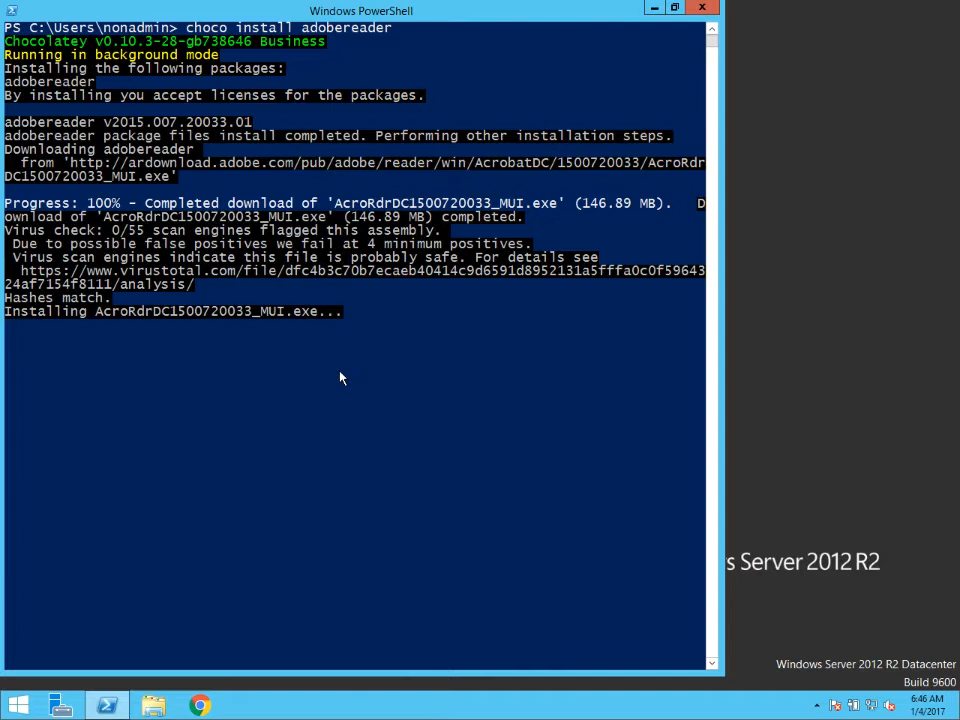 Windows PowerShell
PS C:\Users\nonadmin> choco install adobereader
Chocolatey v0.10.3-28-gb738646 Business
Running in background mode
Installing the following packages:
adobereader
By installing you accept licenses for the packages.
adobereader v2015.007.20033.01
adobereader package files install completed. Performing other installation steps.
Downloading adobereader
from 'http://ardownload.adobe.com/pub/adobe/reader/win/AcrobatDC/1500720033/AcroRdr
DC1500720033_MUI.exe'
Progress: 100% - Completed download of 'AcroRdrDC1500720033_MUI.exe' (146.89 MB). D
ownload of 'AcroRdrDC1500720033_MUI.exe' (146.89 MB) completed.
Virus check: 0/55 scan engines flagged this assembly.
Due to possible false positives we fail at 4 minimum positives.
Virus scan engines indicate this file is probably safe. For details see
https://www.virustotal.com/file/dfc4b3c70b7ecaeb40414c9d6591d8952131a5fffa0c0f59643
24af7154f8111/analysis/
Hashes match.
Installing AcroRdrDC1500720033_MUI.exe...
s Server 2012 R2
Windows Server 2012 R2 Datacenter
Build 9600
6:46 AM
1/4/2017